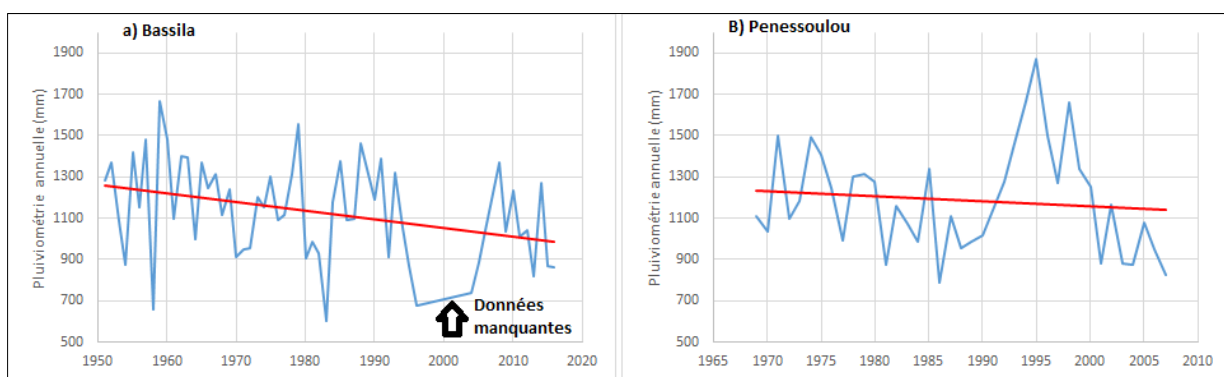 a) Bassila
Pluiviométrie annuelle (mm)
1900
1700
1500
1300
1100
900
700
500
1950 1960 1970 1980 1990 2000 2010 2020
Données
manquantes
B) Penessoulou
Pluviométrie annuelle (mm)
1900
1700
1500
1300
1100
900
700
500
1965 1970 1975 1980 1985 1990 1995 2000 2005 2010